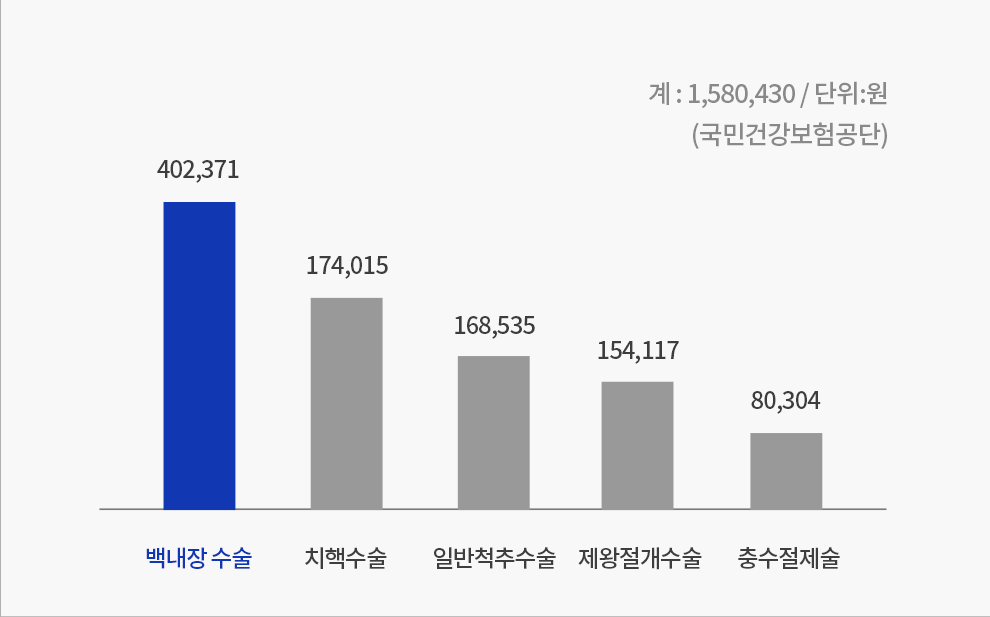 계 : 1,580,430 / 단위:원
(국민건강보험공단)
402,371
174,015
168,535
154,117
80,304
백내장 수술
치핵수술
일반척추수술
제왕절개수술
충수절제술